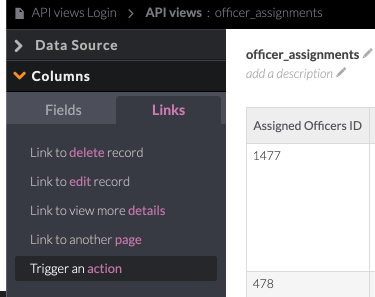 API views Login > API views : officer_assignments
Data Source
Columns
Fields Links
Link to delete record
Link to edit record
Link to view more details
Link to another page
Trigger an action
officer_assignments
add a description
Assigned Officers ID
1477
478